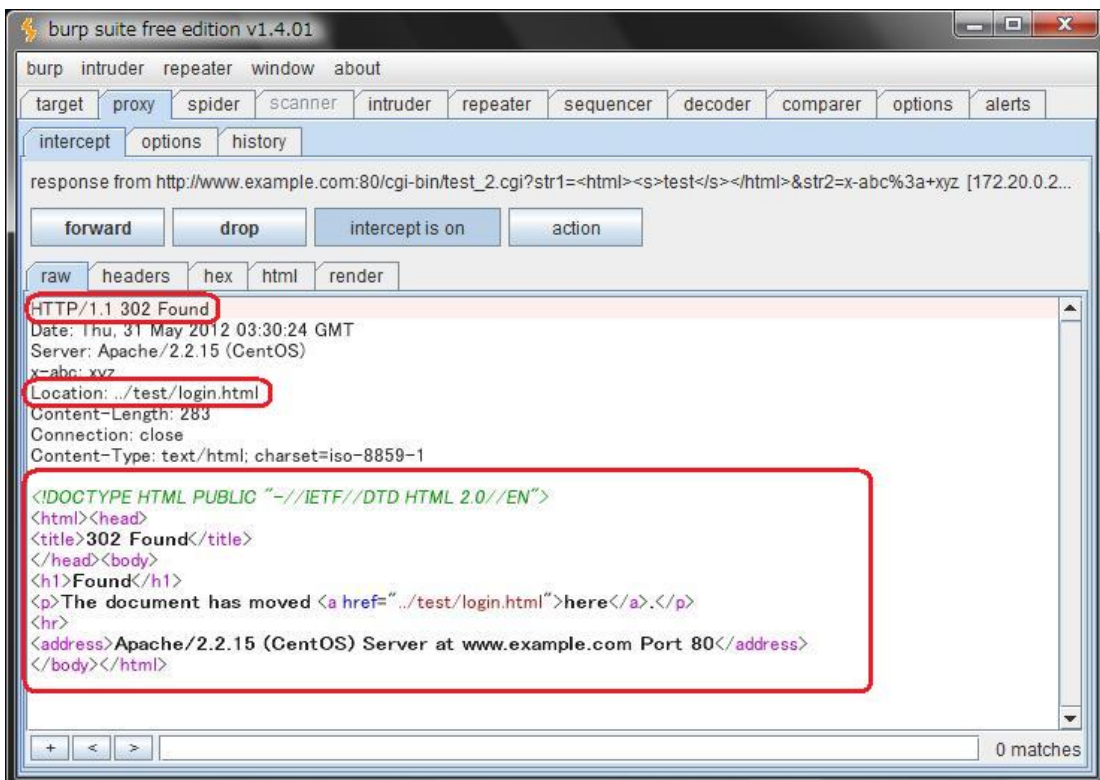 burp suite free edition v1.4.01
burp intruder repeater window about
target proxy spider scanner intruder repeater sequencer decoder comparer options alerts
intercept options history
response from http://www.example.com:80/cgi-bin/test_2.cgi?str1=<html><s>test</s></html>&str2=x-abc%3a+xyz [172.20.0.2...
forward drop intercept is on action
raw headers hex html render
HTTP/1.1 302 Found
Date: Thu, 31 May 2012 03:30:24 GMT
Server: Apache/2.2.15 (CentOS)
x-abc: xyz
Location: ../test/login.html
Content-Length: 283
Connection: close
Content-Type: text/html; charset=iso-8859-1
<!DOCTYPE HTML PUBLIC "-//IETF//DTD HTML 2.0//EN">
<html><head>
<title>302 Found</title>
</head><body>
<h1>Found</h1>
<p>The document has moved <a href="../test/login.html">here</a>.</p>
<hr>
<address>Apache/2.2.15 (CentOS) Server at www.example.com Port 80</address>
</body></html>
+ < > 0 matches